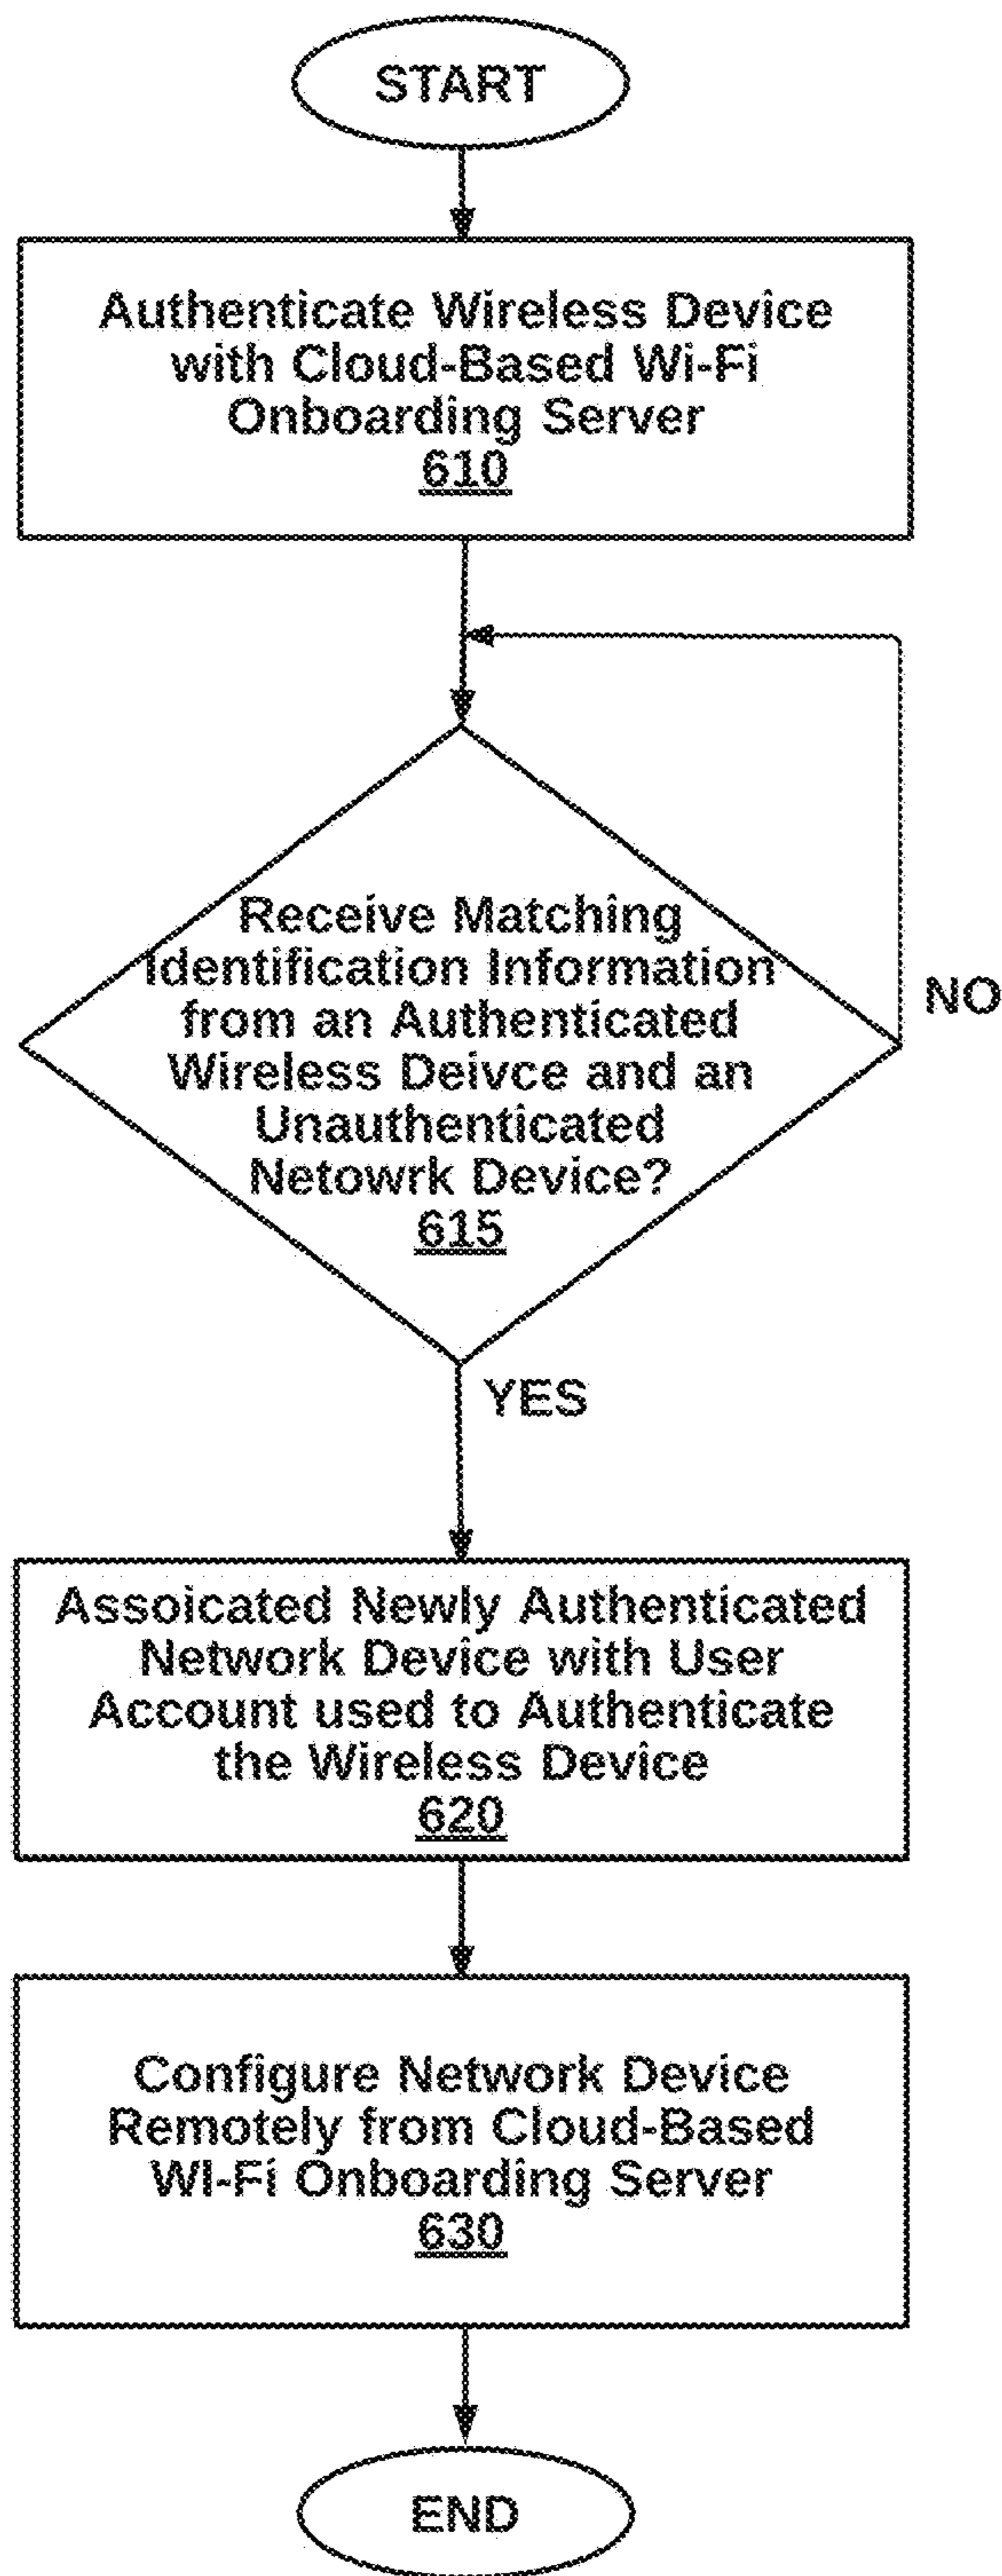 START
Authenticate Wireless Device
with Cloud-Based Wi-Fi
Onboarding Server
610
Receive Matching
Identification Information
from an Authenticated
Wireless Deivce and an
Unauthenticated
Netowrk Device?
615
NO
YES
Assoicated Newly Authenticated
Network Device with User
Account used to Authenticate
the Wireless Device
620
Configure Network Device
Remotely from Cloud-Based
WI-Fi Onboarding Server
630
END